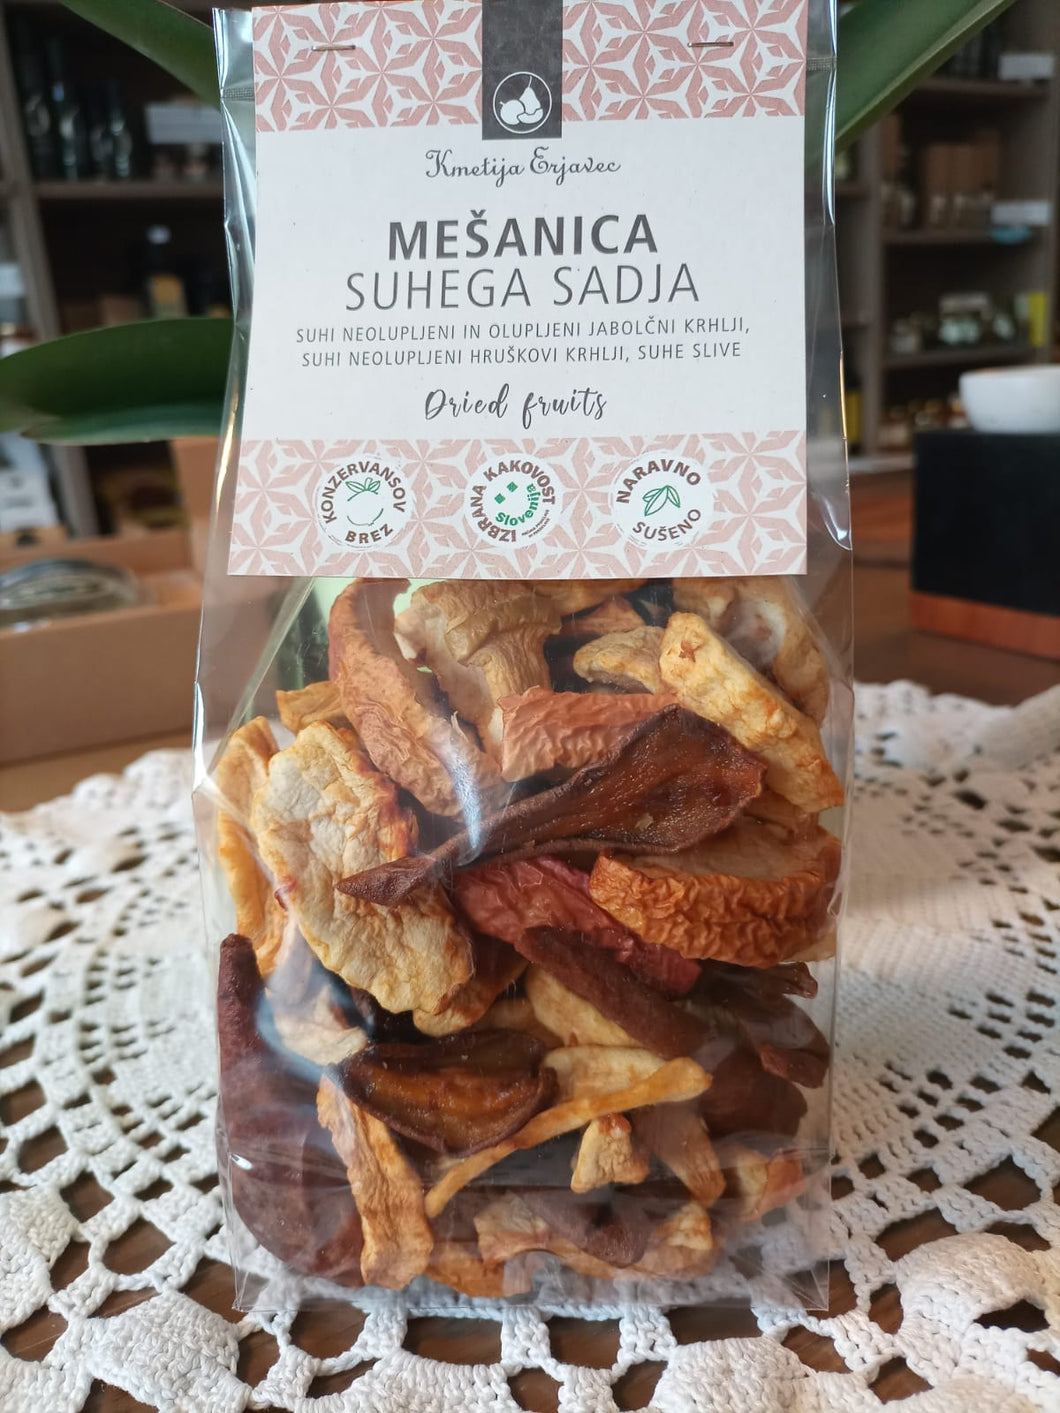 Kmetija Erjavec
MEŠANICA
SUHEGA SADJA
SUHI NEOLUPLJENI IN OLUPLJENI JABOLČNI KRHLJI,
SUHI NEOLUPLJENI HRUŠKOVI KRHLJI, SUHE SLIVE
Dried fruits
KONZERVANSOV
BREZ
IZBRANA KAKOVOST
Slovenija
NARAVNO
SUŠENO